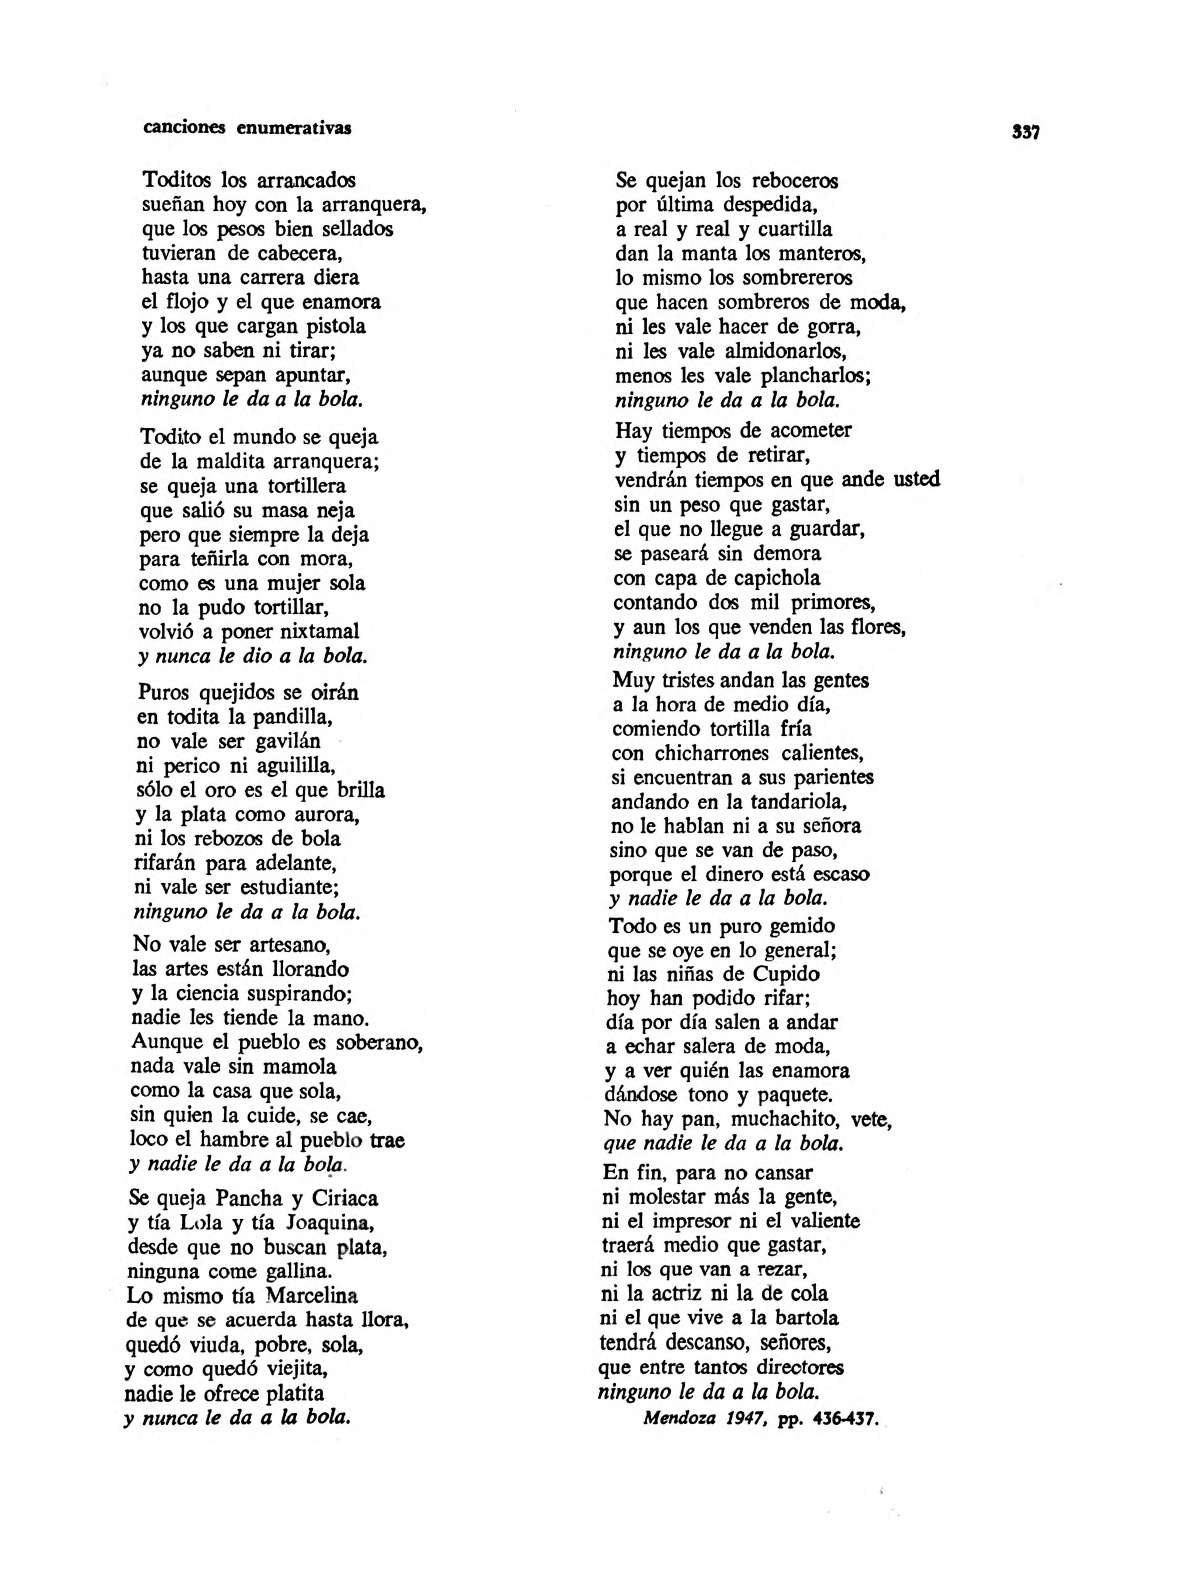 canciones enumerativas
337
Toditos los arrancados
sueñan hoy con la arranquera,
que los pesos bien sellados
tuvieran de cabecera,
hasta una carrera diera
el flojo y el que enamora
y los que cargan pistola
ya no saben ni tirar;
aunque sepan apuntar,
ninguno le da a la bola.
Todito el mundo se queja
de la maldita arranquera;
se queja una tortillera
que salió su masa neja
pero que siempre la deja
para teñirla con mora,
como es una mujer sola
no la pudo tortillar,
volvió a poner nixtamal
y nunca le dio a la bola.
Puros quejidos se oirán
en todita la pandilla,
no vale ser gavilán
ni perico ni aguililla,
sólo el oro es el que brilla
y la plata como aurora,
ni los rebozos de bola
rifarán para adelante,
ni vale ser estudiante;
ninguno le da a la bola.
No vale ser artesano,
las artes están llorando
y la ciencia suspirando;
nadie les tiende la mano.
Aunque el pueblo es soberano,
nada vale sin mamola
como la casa que sola,
sin quien la cuide, se cae,
loco el hambre al pueblo trae
y nadie le da a la bola.
Se queja Pancha y Ciriaca
y tía Lola y tía Joaquina,
desde que no buscan plata,
ninguna come gallina.
Lo mismo tía Marcelina
de que se acuerda hasta llora,
quedó viuda, pobre, sola,
y como quedó viejita,
nadie le ofrece platita
y nunca le da a la bola.
Se quejan los reboceros
por última despedida,
a real y real y cuartilla
dan la manta los manteros,
lo mismo los sombrereros
que hacen sombreros de moda,
ni les vale hacer de gorra,
ni les vale almidonarlos,
menos les vale plancharlos;
ninguno le da a la bola.
Hay tiempos de acometer
y tiempos de retirar,
vendrán tiempos en que ande usted
sin un peso que gastar,
el que no llegue a guardar,
se paseará sin demora
con capa de capichola
contando dos mil primores,
y aun los que venden las flores,
ninguno le da a la bola.
Muy tristes andan las gentes
a la hora de medio día,
comiendo tortilla fría
con chicharrones calientes,
si encuentran a sus parientes
andando en la tandariola,
no le hablan ni a su señora
sino que se van de paso,
porque el dinero está escaso
y nadie le da a la bola.
Todo es un puro gemido
que se oye en lo general;
ni las niñas de Cupido
hoy han podido rifar;
día por día salen a andar
a echar salera de moda,
y a ver quién las enamora
dándose tono y paquete.
No hay pan, muchachito, vete,
que nadie le da a la bola.
En fin, para no cansar
ni molestar más la gente,
ni el impresor ni el valiente
traerá medio que gastar,
ni los que van a rezar,
ni la actriz ni la de cola
ni el que vive a la bartola
tendrá descanso, señores,
que entre tantos directores
ninguno le da a la bola.
Mendoza 1947, pp. 436-437.